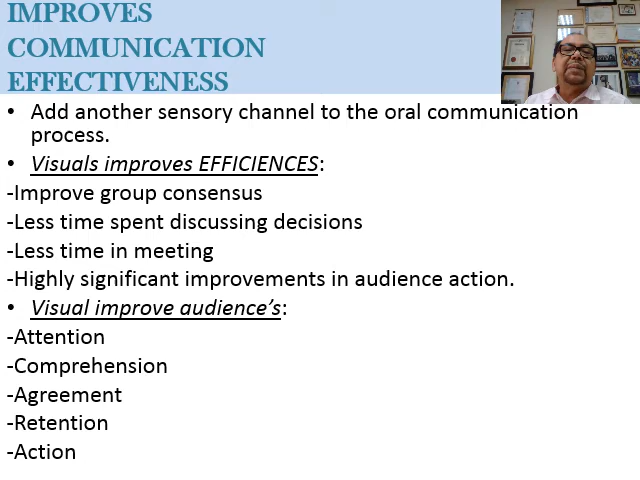 IMPROVES
COMMUNICATION
EFFECTIVENESS
• Add another sensory channel to the oral communication
process.
• Visuals improves EFFICIENCES:
-Improve group consensus
-Less time spent discussing decisions
-Less time in meeting
-Highly significant improvements in audience action.
• Visual improve audience’s:
-Attention
-Comprehension
-Agreement
-Retention
-Action